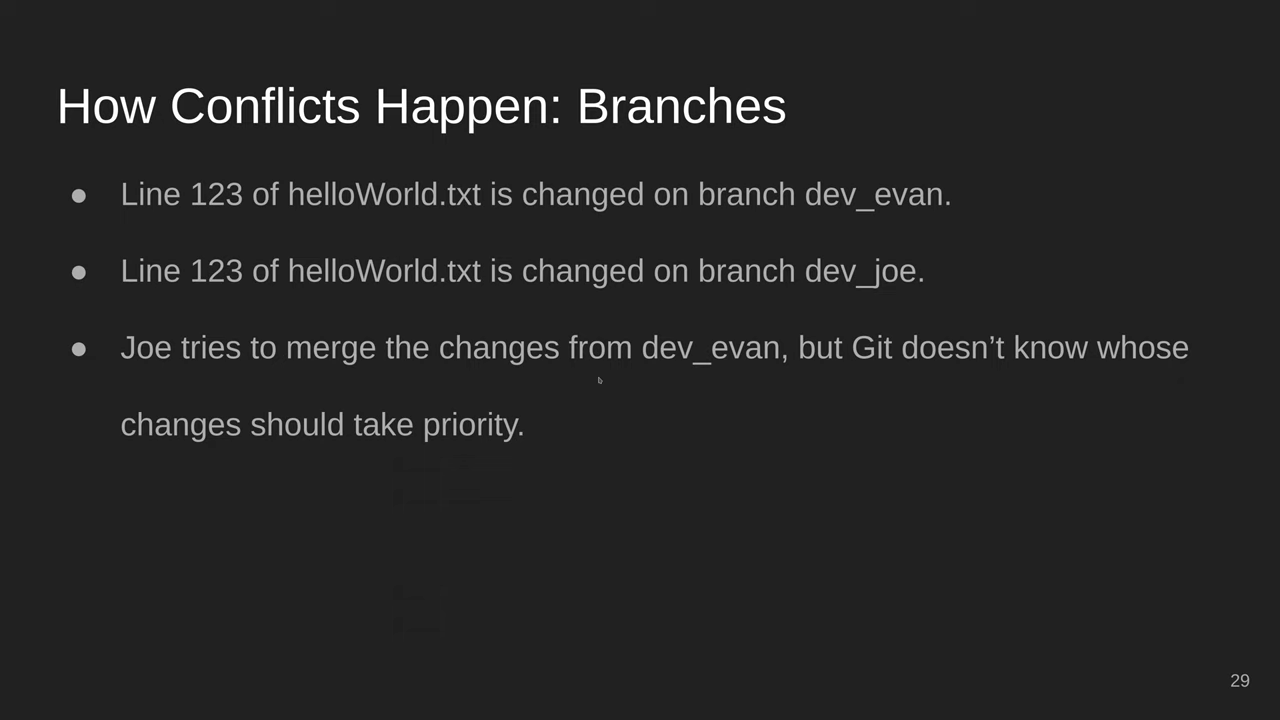 How Conflicts Happen: Branches
● Line 123 of helloWorld.txt is changed on branch dev_evan.
● Line 123 of helloWorld.txt is changed on branch dev_joe.
● Joe tries to merge the changes from dev_evan, but Git doesn’t know whose
changes should take priority.
29